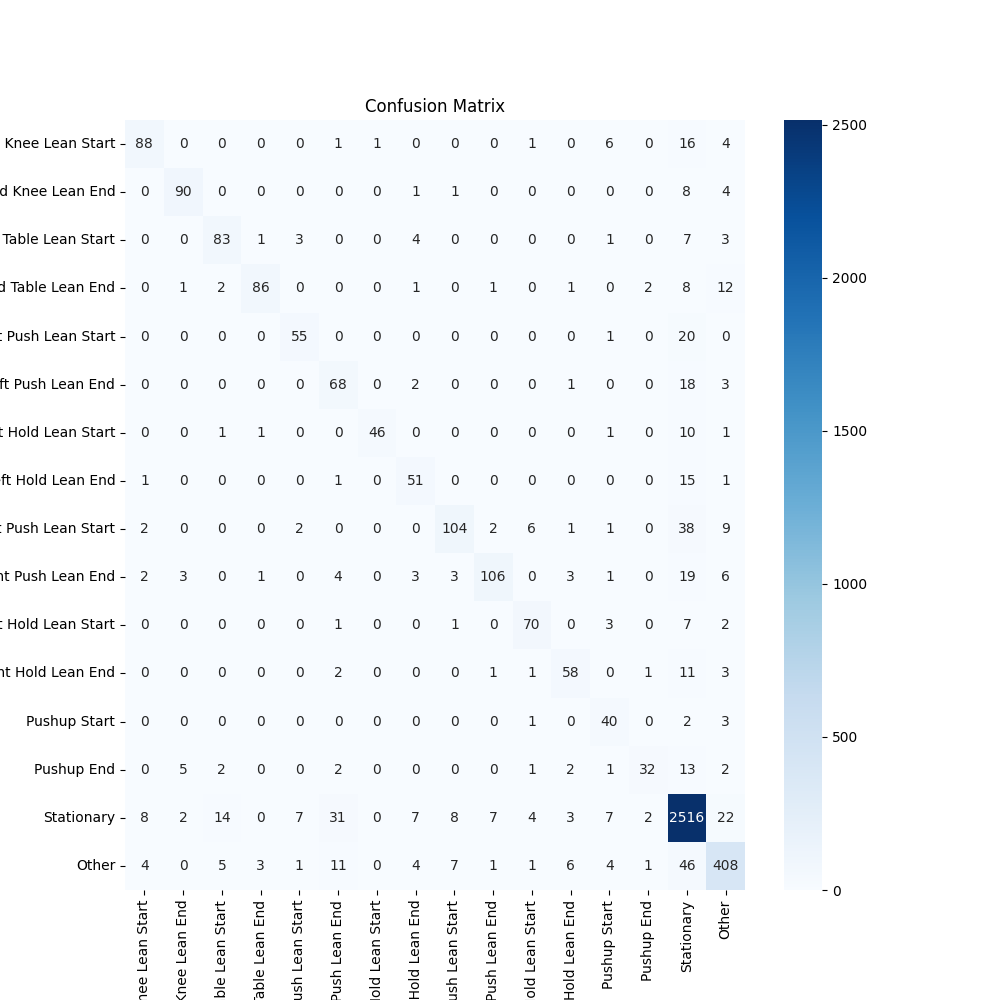 Confusion Matrix
Knee Lean Start 88 0 0 0 0 1 1 0 0 0 1 0 6 0 16 4
d Knee Lean End 0 90 0 0 0 0 0 1 1 0 0 0 0 0 8 4
Table Lean Start 0 0 83 1 3 0 0 4 0 0 0 0 1 0 7 3
d Table Lean End 0 1 2 86 0 0 0 1 0 1 0 1 0 2 8 12
t Push Lean Start 0 0 0 0 55 0 0 0 0 0 0 0 1 0 20 0
ft Push Lean End 0 0 0 0 0 68 0 2 0 0 0 1 0 0 18 3
t Hold Lean Start 0 0 1 1 0 0 46 0 0 0 0 0 1 0 10 1
ft Hold Lean End 1 0 0 0 0 1 0 51 0 0 0 0 0 0 15 1
t Push Lean Start 2 0 0 0 2 0 0 0 104 2 6 1 1 0 38 9
nt Push Lean End 2 3 0 1 0 4 0 3 3 106 0 3 1 0 19 6
t Hold Lean Start 0 0 0 0 0 1 0 0 1 0 70 0 3 0 7 2
nt Hold Lean End 0 0 0 0 0 2 0 0 0 1 1 58 0 1 11 3
Pushup Start 0 0 0 0 0 0 0 0 0 0 1 0 40 0 2 3
Pushup End 0 5 2 0 0 2 0 0 0 0 1 2 1 32 13 2
Stationary 8 2 14 0 7 31 0 7 8 7 4 3 7 2 2516 22
Other 4 0 5 3 1 11 0 4 7 1 1 6 4 1 46 408
nee Lean Start
Knee Lean End
ble Lean Start
Table Lean End
ush Lean Start
Push Lean End
old Lean Start
Hold Lean End
ush Lean Start
Push Lean End
old Lean Start
Hold Lean End
Pushup Start
Pushup End
Stationary
Other
2500
2000
1500
1000
500
0